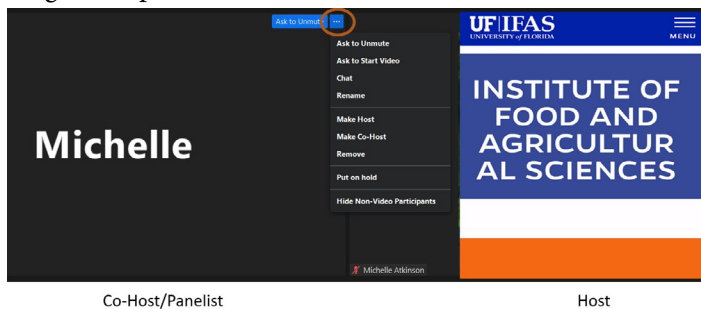 Ask to Unmute ...
Ask to Unmute
Ask to Start Video
Chat
Rename
Make Host
Make Co-Host
Remove
Put on hold
Hide Non-Video Participants
Michelle
Michelle Atkinson
UF|IFAS
UNIVERSITY of FLORIDA
MENU
INSTITUTE OF
FOOD AND
AGRICULTUR
AL SCIENCES
Co-Host/Panelist
Host